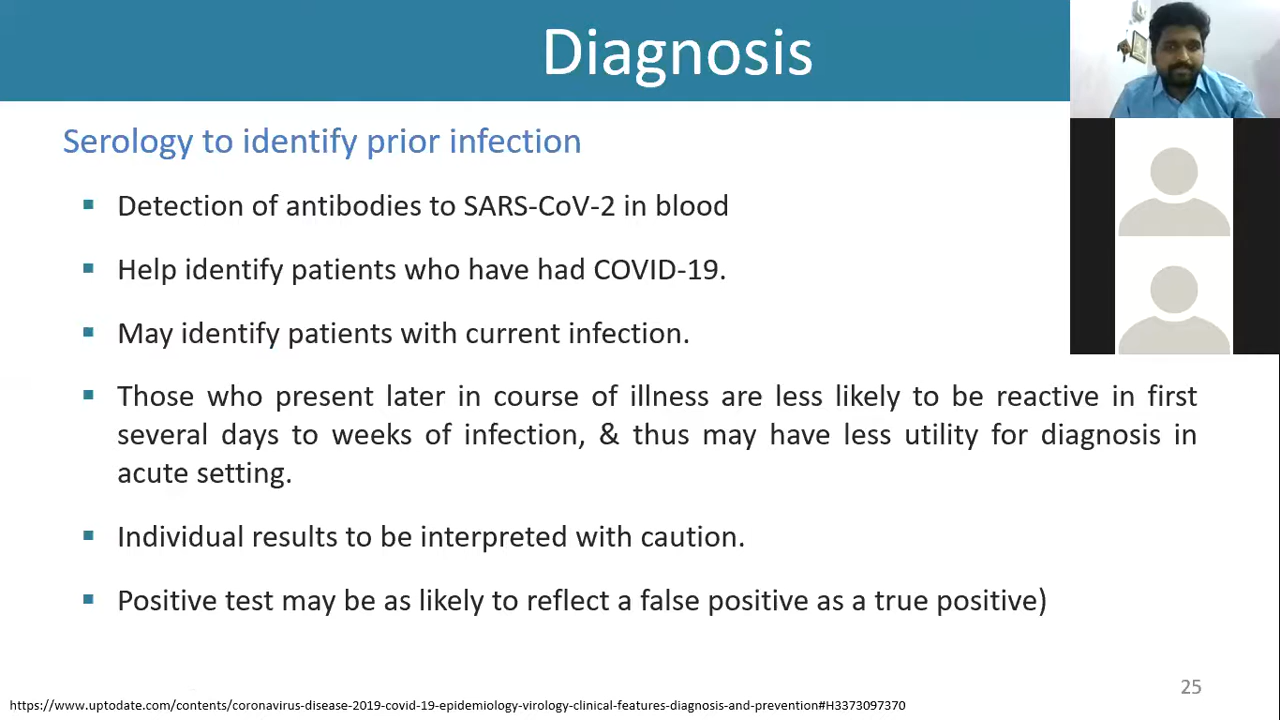 Diagnosis
Serology to identify prior infection
▪ Detection of antibodies to SARS-CoV-2 in blood
▪ Help identify patients who have had COVID-19.
▪ May identify patients with current infection.
▪ Those who present later in course of illness are less likely to be reactive in first
several days to weeks of infection, & thus may have less utility for diagnosis in
acute setting.
▪ Individual results to be interpreted with caution.
▪ Positive test may be as likely to reflect a false positive as a true positive)
25
https://www.uptodate.com/contents/coronavirus-disease-2019-covid-19-epidemiology-virology-clinical-features-diagnosis-and-prevention#H3373097370